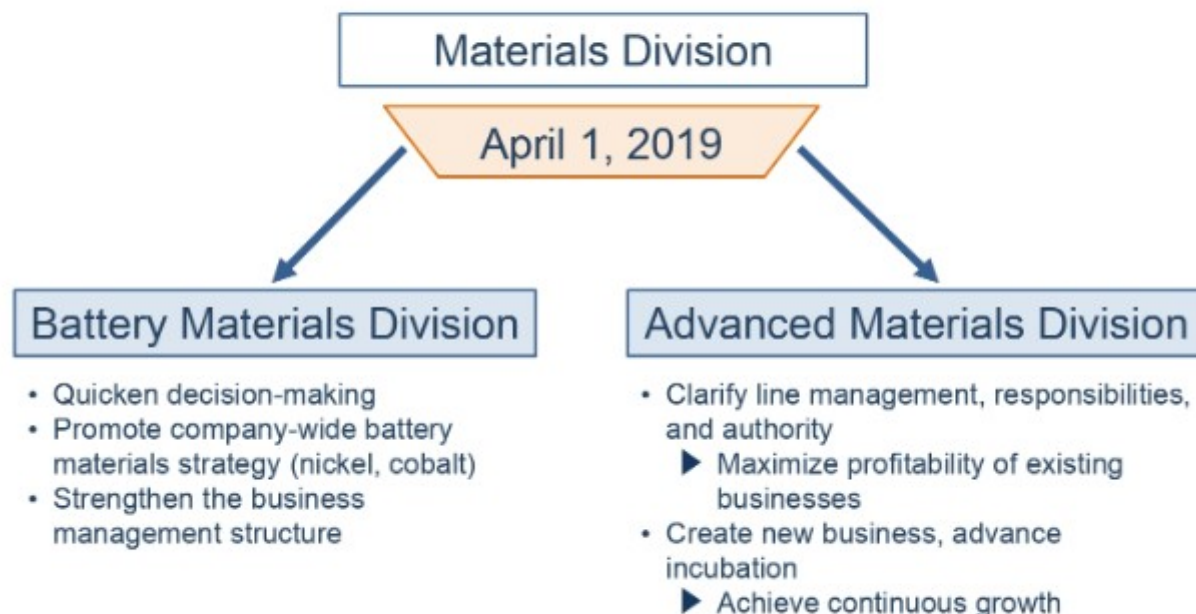 Materials Division
April 1, 2019
Battery Materials Division
• Quicken decision-making
• Promote company-wide battery
materials strategy (nickel, cobalt)
• Strengthen the business
management structure
Advanced Materials Division
• Clarify line management, responsibilities,
and authority
▶ Maximize profitability of existing
businesses
• Create new business, advance
incubation
▶ Achieve continuous growth